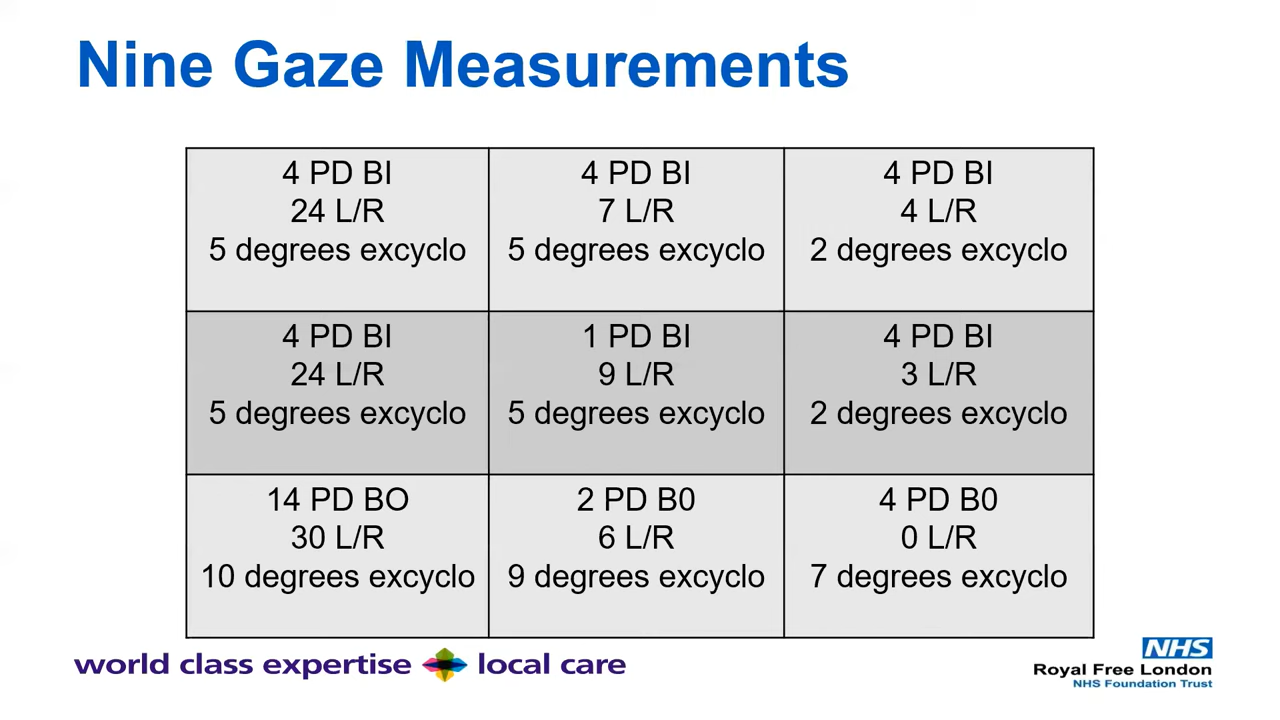 Nine Gaze Measurements
4 PD BI
24 L/R
5 degrees excyclo
4 PD BI
7 L/R
5 degrees excyclo
4 PD BI
4 L/R
2 degrees excyclo
4 PD BI
24 L/R
5 degrees excyclo
1 PD BI
9 L/R
5 degrees excyclo
4 PD BI
3 L/R
2 degrees excyclo
14 PD BO
30 L/R
10 degrees excyclo
2 PD B0
6 L/R
9 degrees excyclo
4 PD B0
0 L/R
7 degrees excyclo
world class expertise local care
NHS
Royal Free London
NHS Foundation Trust